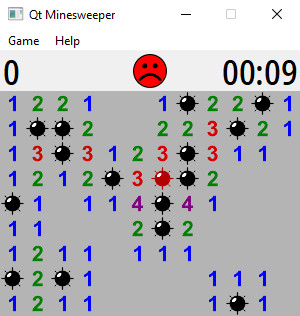 Qt Minesweeper
Game Help
0 00:09
1 2 2 1 1 2 2 1
1 2 2 2 3 2 1
1 3 3 1 2 3 3 1 1
1 2 1 2 3 2
1 1 1 4 4 1
1 1 2 2
1 2 1 1 1 1 1
2 1 1 1 1
1 2 1 1 1 1